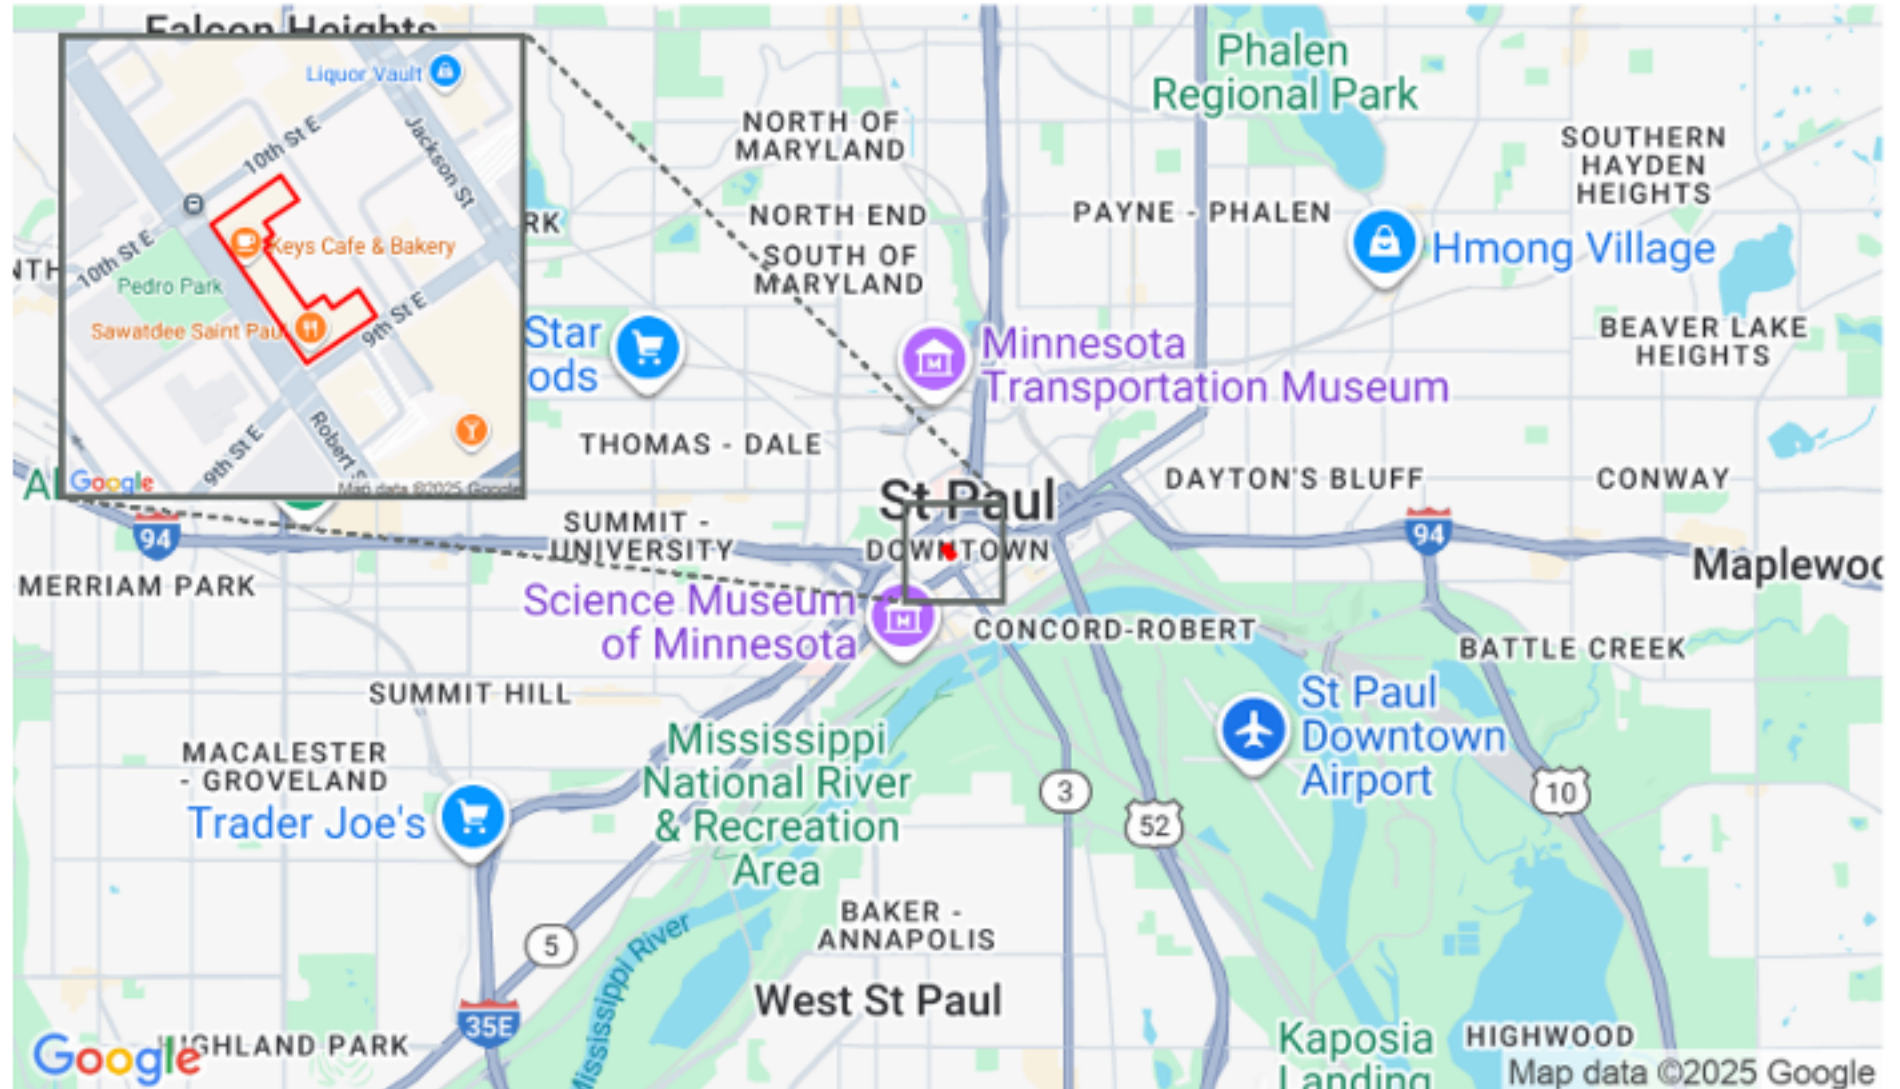 Falcon Heights
Liquor Vault
10th St E
Jackson St
Keys Cafe & Bakery
10th St E
Pedro Park
Sawatdee Saint Paul
9th St E
9th St E
Robert S
Google
Map data ©2025 Google
Phalen
Regional Park
NORTH OF
MARYLAND
SOUTHERN
HAYDEN
HEIGHTS
RK
NORTH END
PAYNE - PHALEN
NTH
SOUTH OF
MARYLAND
Hmong Village
Star
ods
Minnesota
Transportation Museum
BEAVER LAKE
HEIGHTS
THOMAS - DALE
St Paul
DAYTON'S BLUFF
CONWAY
Al
94
SUMMIT -
UNIVERSITY
DOWNTOWN
94
Maplewoo
MERRIAM PARK
Science Museum
of Minnesota
CONCORD-ROBERT
BATTLE CREEK
SUMMIT HILL
St Paul
Downtown
Airport
MACALESTER
- GROVELAND
Mississippi
National River
& Recreation
Area
Trader Joe's
3
52
10
BAKER -
ANNAPOLIS
5
Mississippi River
West St Paul
35E
HIGHLAND PARK
Kaposia
Landing
HIGHWOOD
Google
Map data ©2025 Google